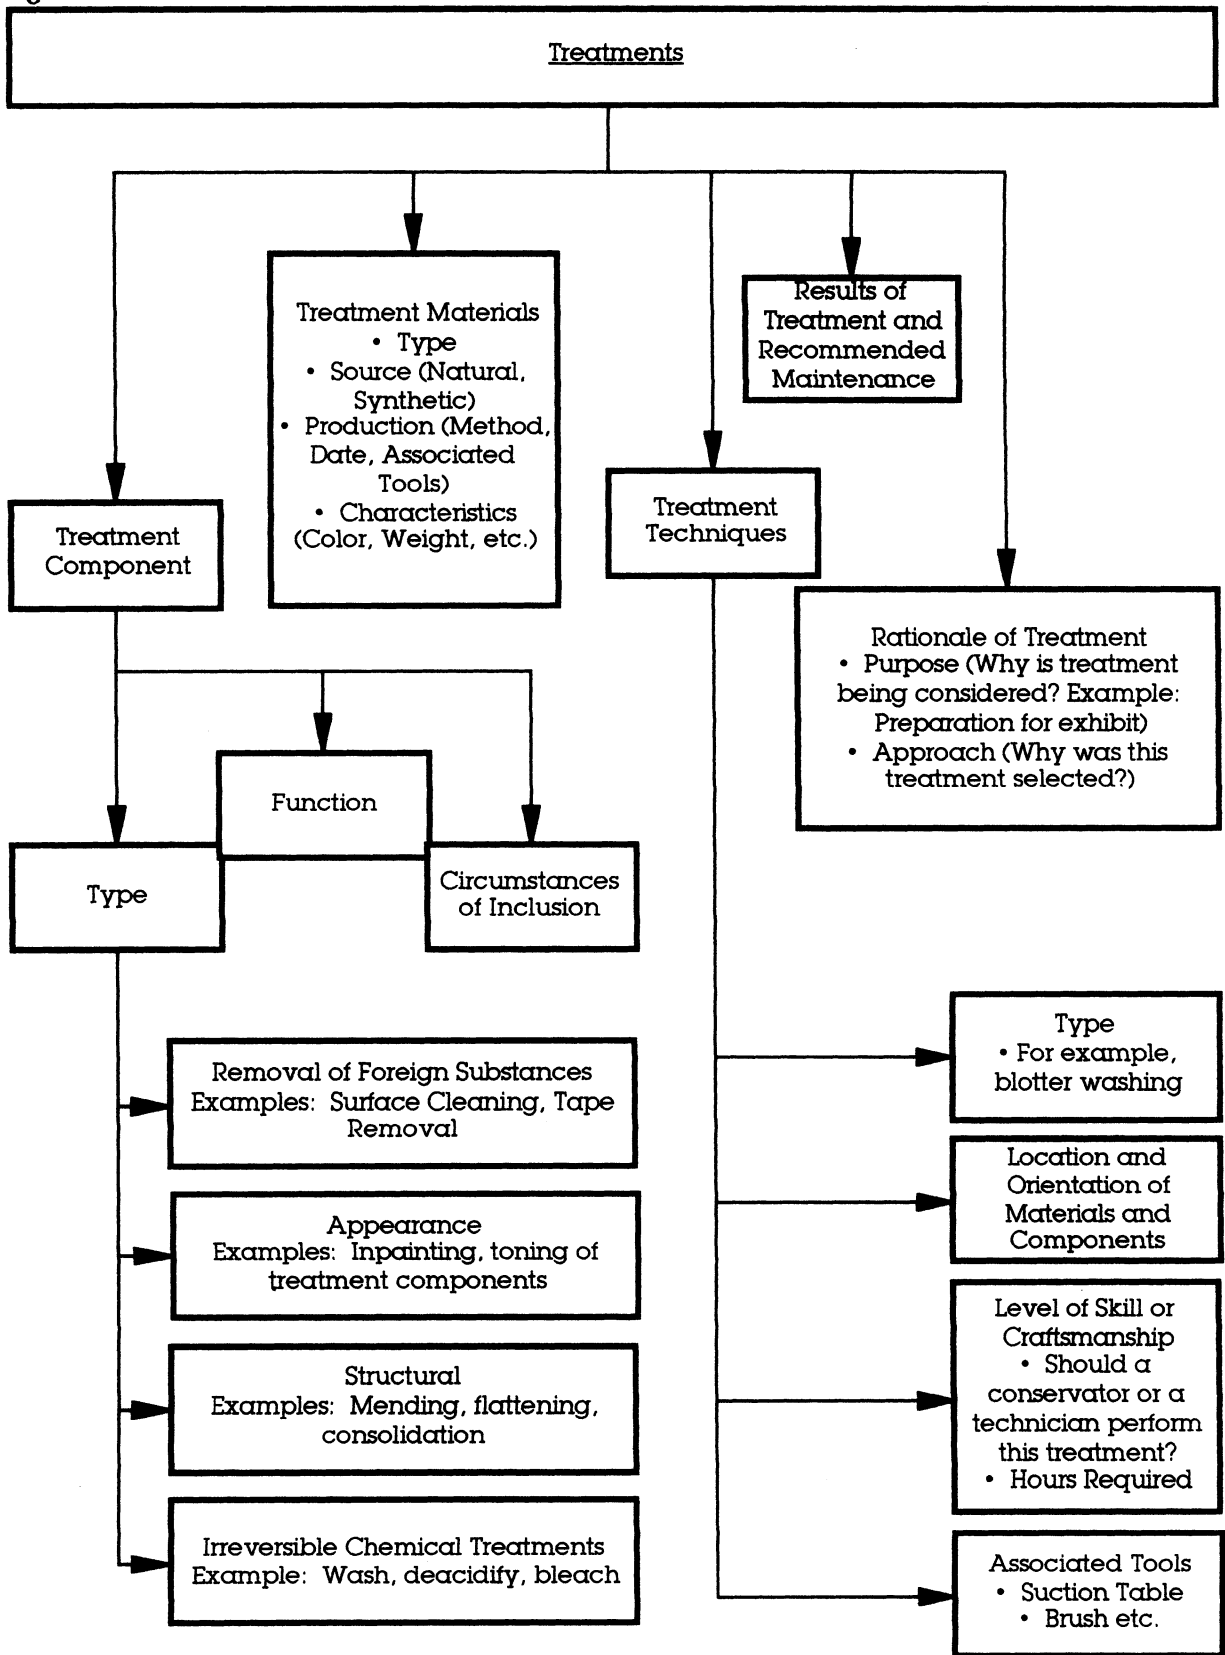 Treatments
Treatment Materials
• Type
• Source (Natural,
Synthetic)
• Production (Method,
Date, Associated
Tools)
• Characteristics
(Color, Weight, etc.)
Results of
Treatment and
Recommended
Maintenance
Treatment
Component
Treatment
Techniques
Rationale of Treatment
• Purpose (Why is treatment
being considered? Example:
Preparation for exhibit)
• Approach (Why was this
treatment selected?)
Function
Type
Circumstances
of Inclusion
Removal of Foreign Substances
Examples: Surface Cleaning, Tape
Removal
Appearance
Examples: Inpainting, toning of
treatment components
Structural
Examples: Mending, flattening,
consolidation
Irreversible Chemical Treatments
Example: Wash, deacidify, bleach
Type
• For example,
blotter washing
Location and
Orientation of
Materials and
Components
Level of Skill or
Craftsmanship
• Should a
conservator or a
technician perform
this treatment?
• Hours Required
Associated Tools
• Suction Table
• Brush etc.